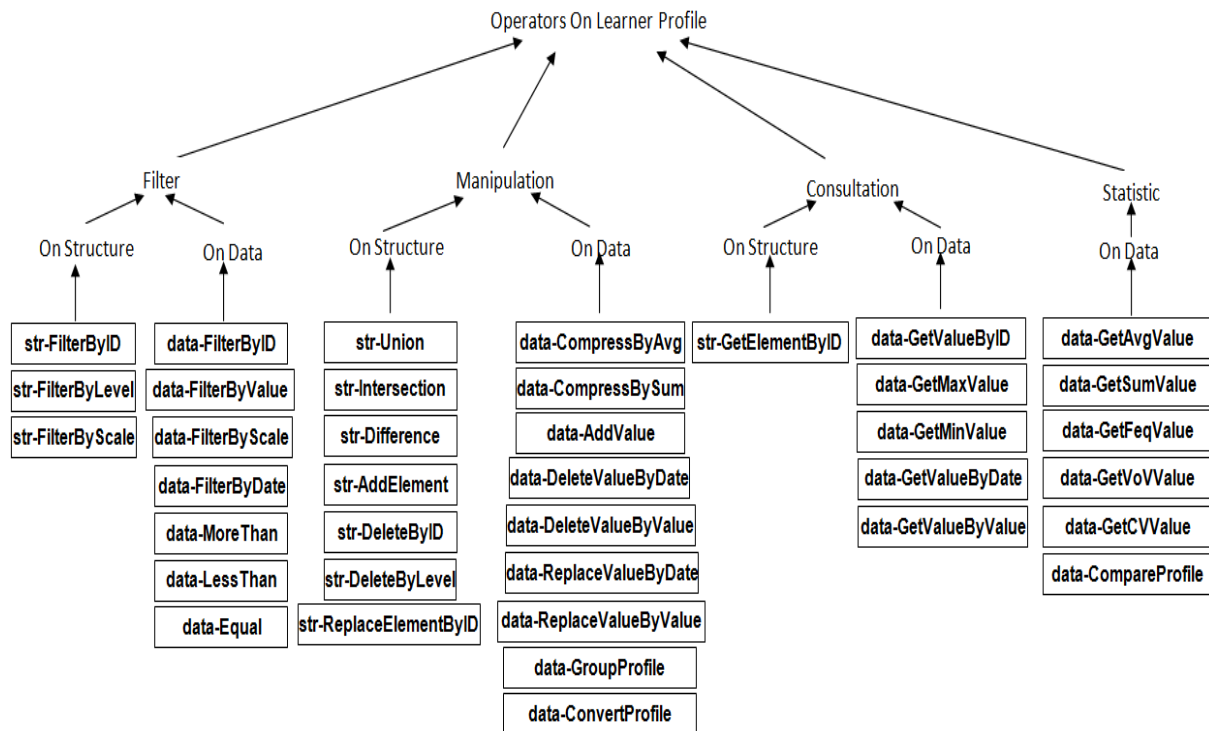 Operators On Learner Profile
Filter
Manipulation
Consultation
Statistic
On Structure
On Data
On Structure
On Data
On Structure
On Data
On Data
str-FilterByID
str-FilterByLevel
str-FilterByScale
data-FilterByID
data-FilterByValue
data-FilterByScale
data-FilterByDate
data-MoreThan
data-LessThan
data-Equal
str-Union
str-Intersection
str-Difference
str-AddElement
str-DeleteByID
str-DeleteByLevel
str-ReplaceElementByID
data-CompressByAvg
data-CompressBySum
data-AddValue
data-DeleteValueByDate
data-DeleteValueByValue
data-ReplaceValueByDate
data-ReplaceValueByValue
data-GroupProfile
data-ConvertProfile
str-GetElementByID
data-GetValueByID
data-GetMaxValue
data-GetMinValue
data-GetValueByDate
data-GetValueByValue
data-GetAvgValue
data-GetSumValue
data-GetFeqValue
data-GetVoVValue
data-GetCVValue
data-CompareProfile